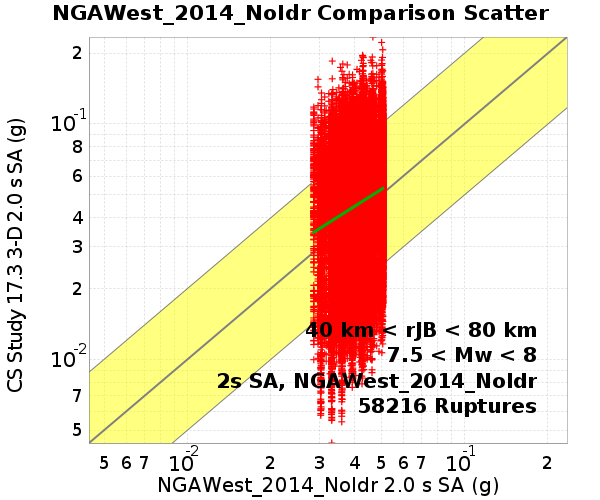 NGAWest_2014_NoIdr Comparison Scatter
CS Study 17.3 3-D 2.0 s SA (g)
2
10-1
8
6
4
3
2
10-2
7
5
40 km < rJB < 80 km
7.5 < Mw < 8
2s SA, NGAWest_2014_NoIdr
58216 Ruptures
5 6 7 10-2 2 3 4 5 6 7 10-1 2
NGAWest_2014_NoIdr 2.0 s SA (g)